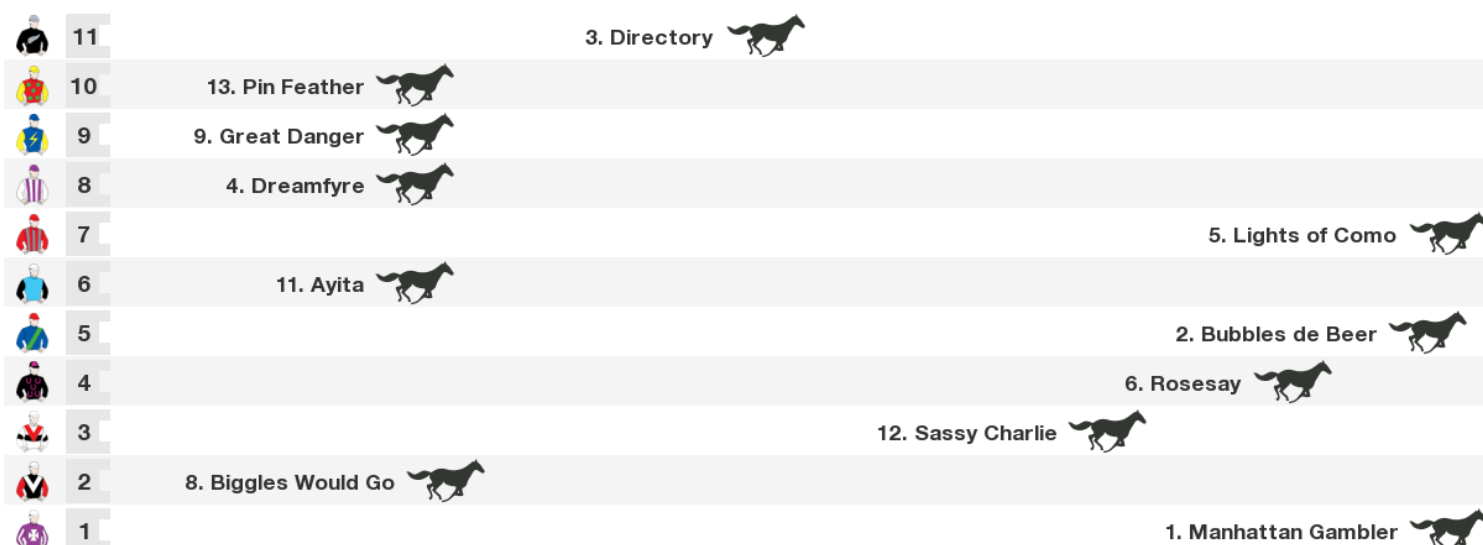 11 3. Directory
10 13. Pin Feather
9 9. Great Danger
8 4. Dreamfyre
7 5. Lights of Como
6 11. Ayita
5 2. Bubbles de Beer
4 6. Rosesay
3 12. Sassy Charlie
2 8. Biggles Would Go
1 1. Manhattan Gambler